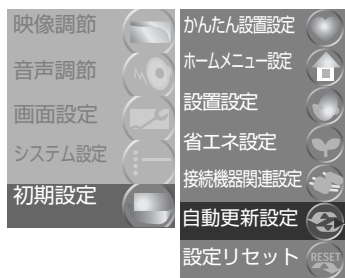 映像調節
音声調節
画面設定
システム設定
初期設定
かんたん設置設定
ホームメニュー設定
設置設定
省エネ設定
接続機器関連設定
自動更新設定
設定リセット
RESET